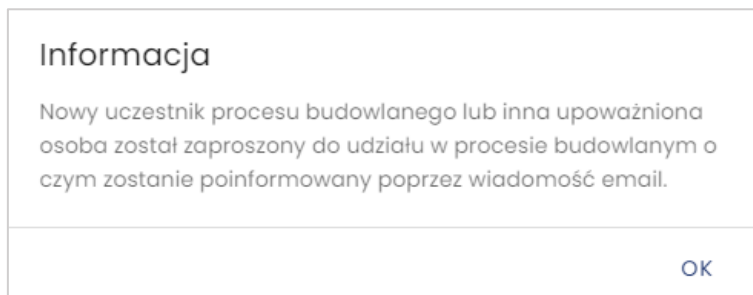 Informacja
Nowy uczestnik procesu budowlanego lub inna upoważniona
osoba został zaproszony do udziału w procesie budowlanym o
czym zostanie poinformowany poprzez wiadomość email.
OK